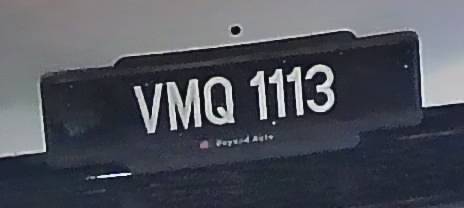 VMQ 1113
Beyond Auto